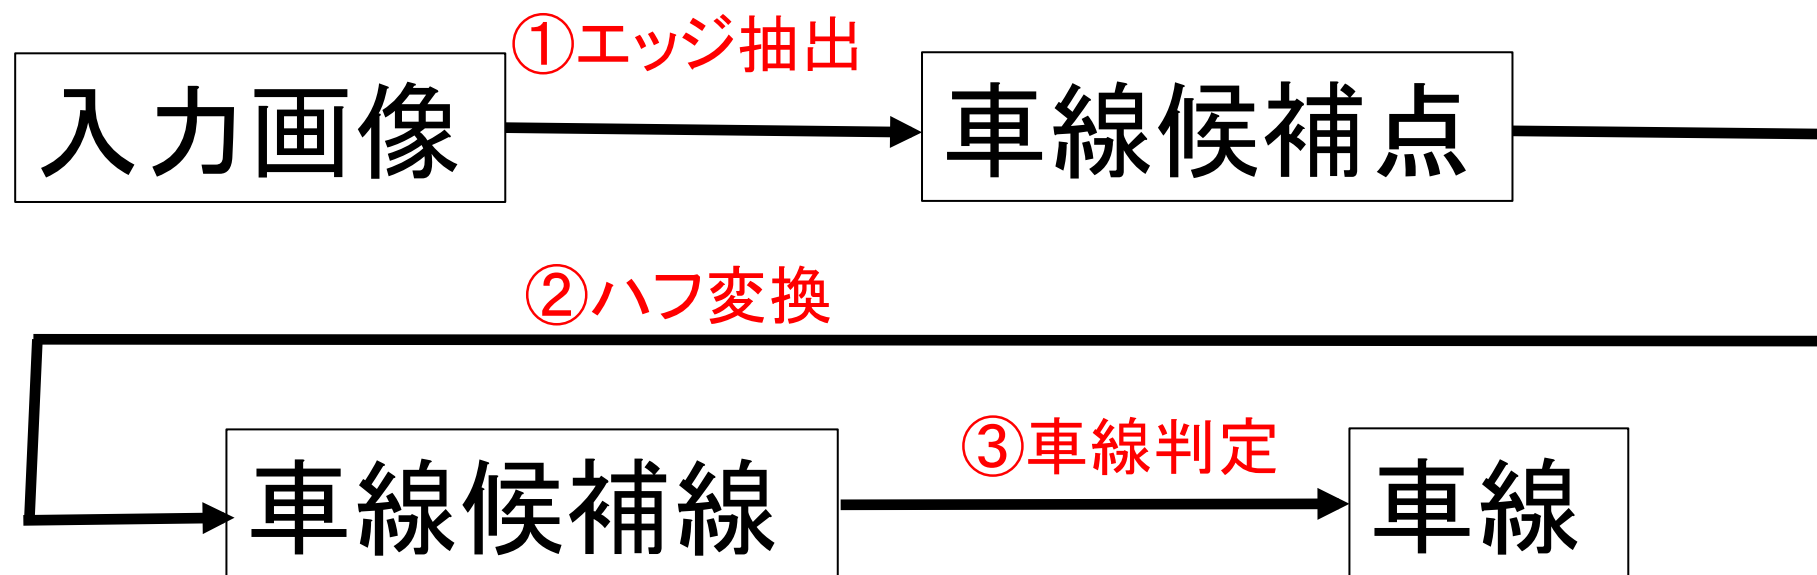 ①エッジ抽出
入力画像
車線候補点
②ハフ変換
車線候補線
③車線判定
車線